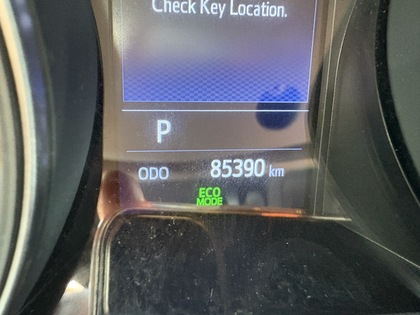 Check Key Location.
P
ODO 85390 km
ECO
MODE